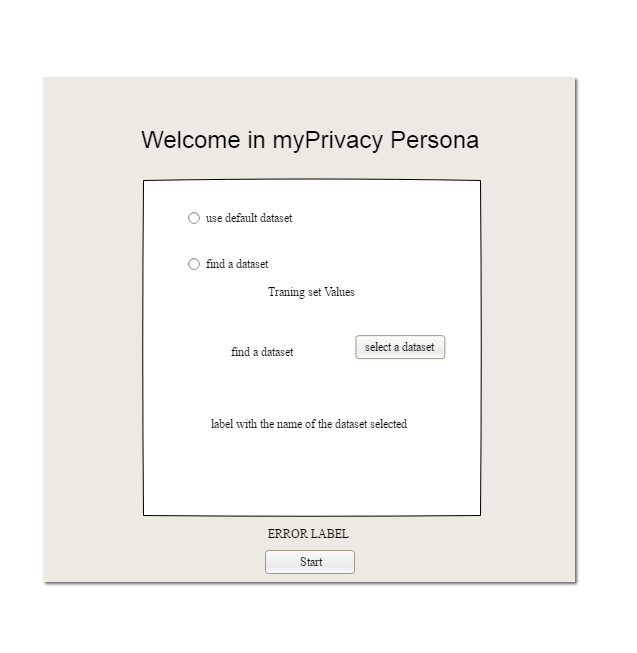 Welcome in myPrivacy Persona
use default dataset
find a dataset
Traning set Values
find a dataset
select a dataset
label with the name of the dataset selected
ERROR LABEL
Start